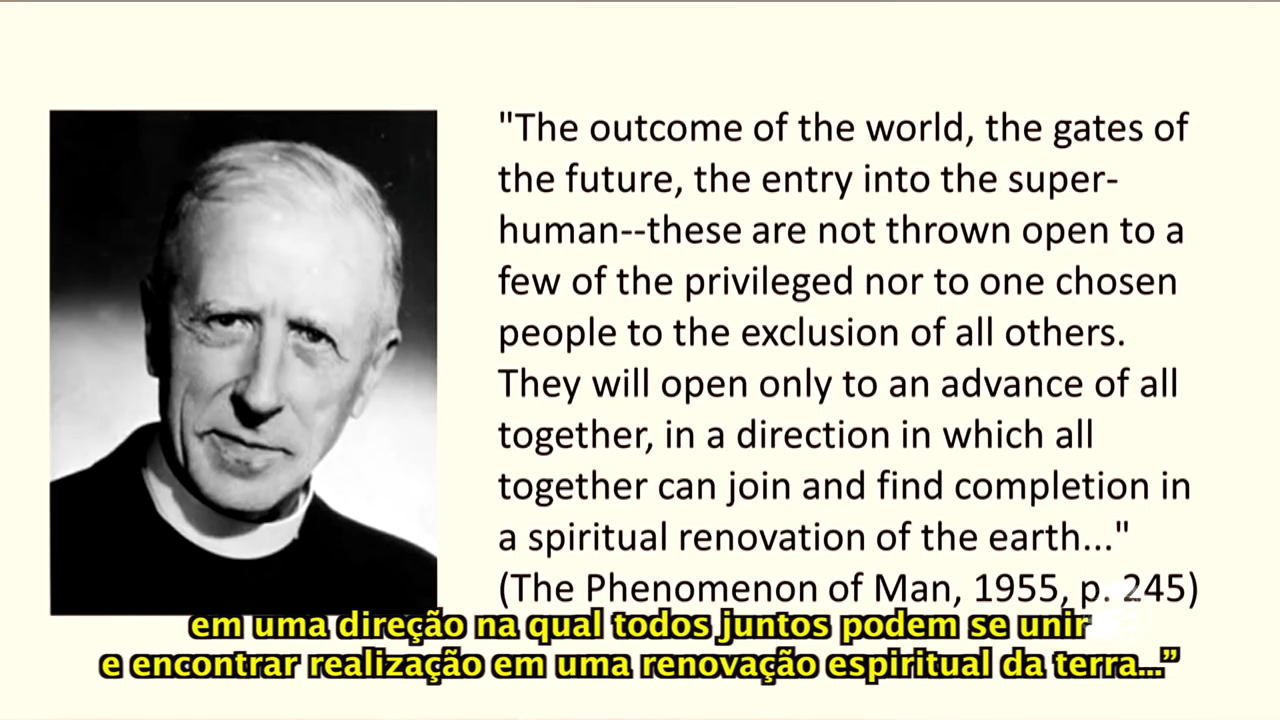 "The outcome of the world, the gates of
the future, the entry into the super-
human--these are not thrown open to a
few of the privileged nor to one chosen
people to the exclusion of all others.
They will open only to an advance of all
together, in a direction in which all
together can join and find completion in
a spiritual renovation of the earth..."
(The Phenomenon of Man, 1955, p. 245)
em uma direção na qual todos juntos podem se unir
e encontrar realização em uma renovação espiritual da terra...”